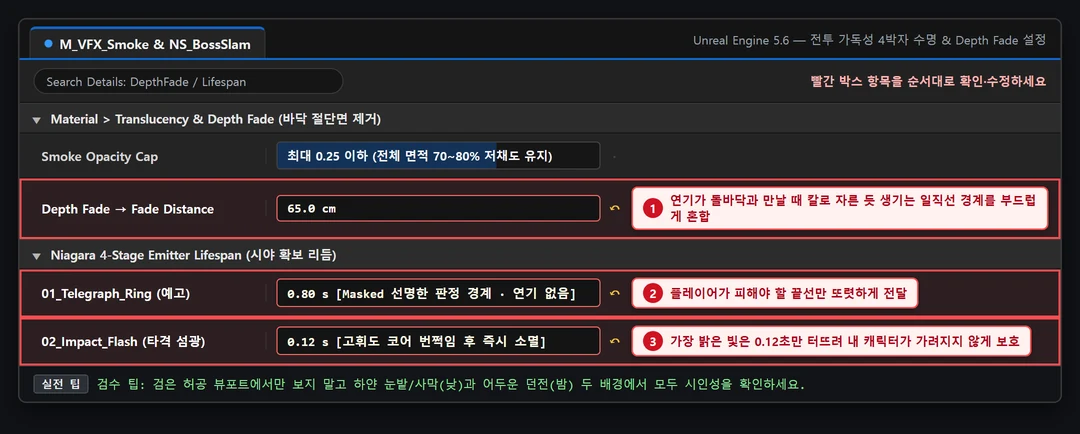 M_VFX_Smoke & NS_BossSlam
Unreal Engine 5.6 — 전투 가독성 4박자 수명 & Depth Fade 설정
Search Details: DepthFade / Lifespan
빨간 박스 항목을 순서대로 확인·수정하세요
▼ Material > Translucency & Depth Fade (바닥 절단면 제거)
Smoke Opacity Cap
최대 0.25 이하 (전체 면적 70~80% 저채도 유지)
Depth Fade → Fade Distance
65.0 cm
1 연기가 돌바닥과 만날 때 칼로 자른 듯 생기는 일직선 경계를 부드럽
게 혼합
▼ Niagara 4-Stage Emitter Lifespan (시야 확보 리듬)
01_Telegraph_Ring (예고)
0.80 s [Masked 선명한 판정 경계 · 연기 없음]
2 플레이어가 피해야 할 끝선만 또렷하게 전달
02_Impact_Flash (타격 섬광)
0.12 s [고휘도 코어 번쩍임 후 즉시 소멸]
3 가장 밝은 빛은 0.12초만 터뜨려 내 캐릭터가 가려지지 않게 보호
실전 팁 검수 팁: 검은 허공 뷰포트에서만 보지 말고 하얀 눈밭/사막(낮)과 어두운 던전(밤) 두 배경에서 모두 시인성을 확인하세요.